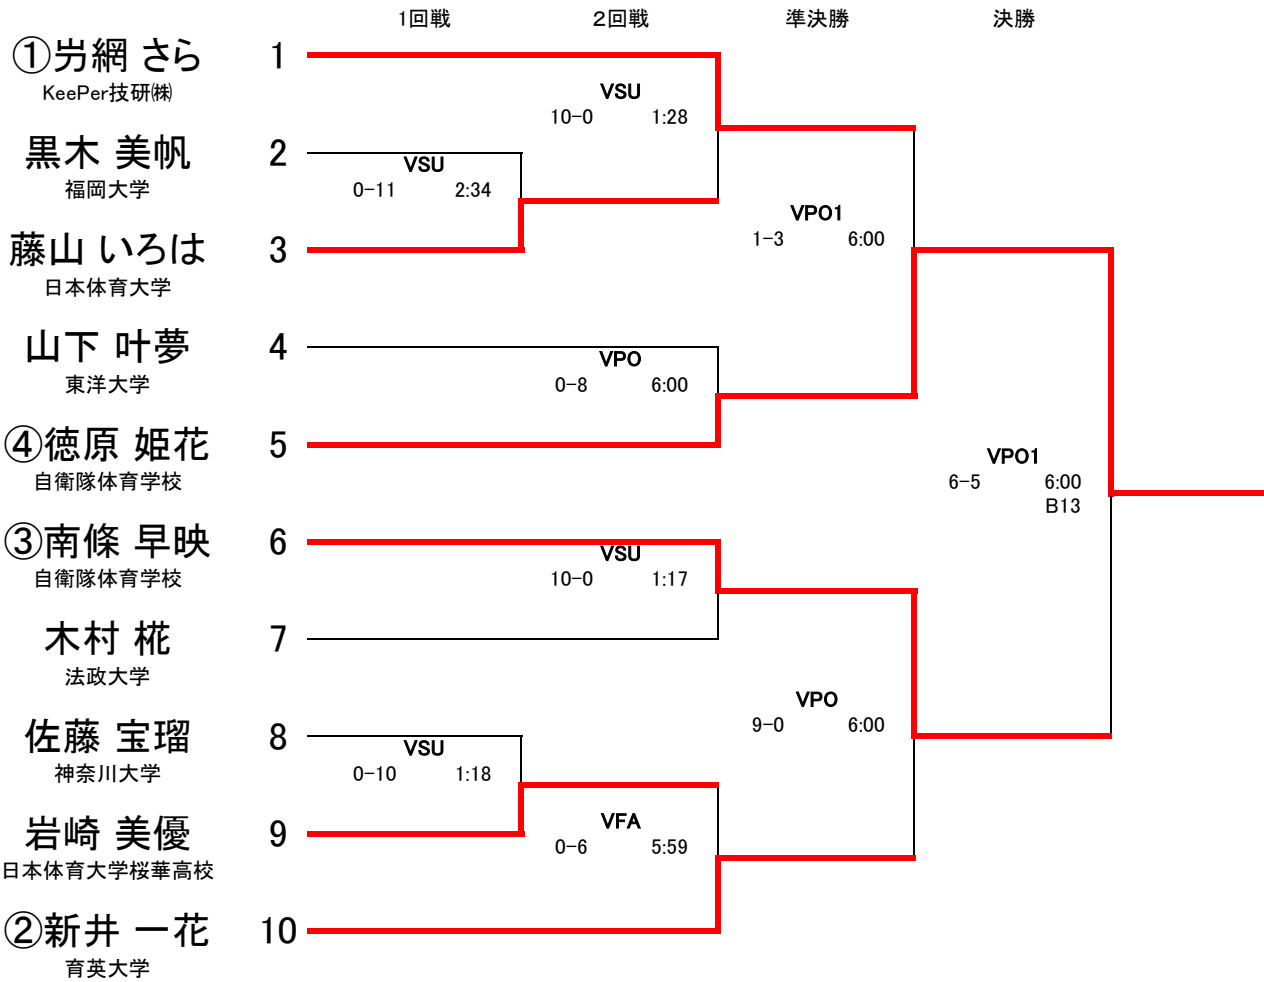 1回戦 2回戦 準決勝 決勝
①屶網 さら 1
KeePer技研㈱
VSU
10-0 1:28
黒木 美帆 2
福岡大学
VSU
0-11 2:34
藤山 いろは 3
日本体育大学
VPO1
1-3 6:00
山下 叶夢 4
東洋大学
VPO
0-8 6:00
④徳原 姫花 5
自衛隊体育学校
VPO1
6-5 6:00
B13
③南條 早映 6
自衛隊体育学校
VSU
10-0 1:17
木村 椛 7
法政大学
VPO
9-0 6:00
佐藤 宝瑠 8
神奈川大学
VSU
0-10 1:18
岩崎 美優 9
日本体育大学桜華高校
VFA
0-6 5:59
②新井 一花 10
育英大学